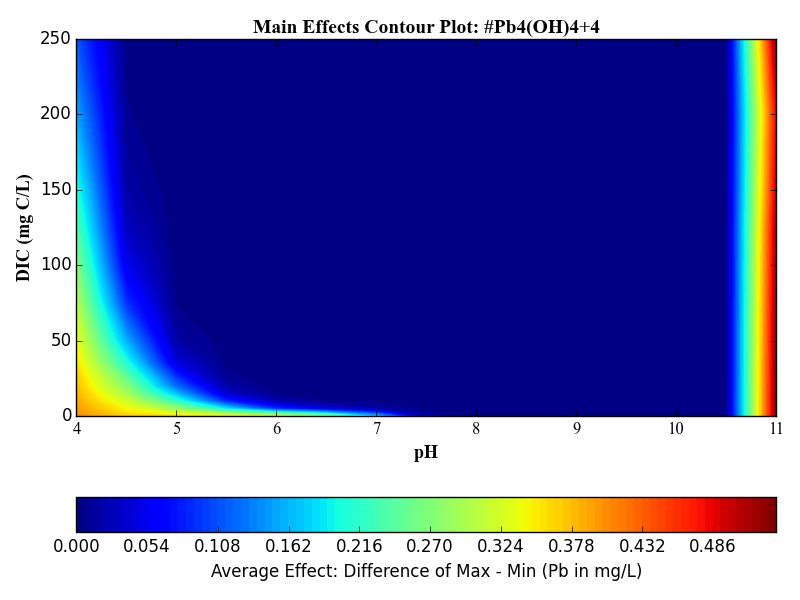 Main Effects Contour Plot: #Pb4(OH)4+4
250
200
150
100
50
0
DIC (mg C/L)
4 5 6 7 8 9 10 11
pH
0.000 0.054 0.108 0.162 0.216 0.270 0.324 0.378 0.432 0.486
Average Effect: Difference of Max - Min (Pb in mg/L)